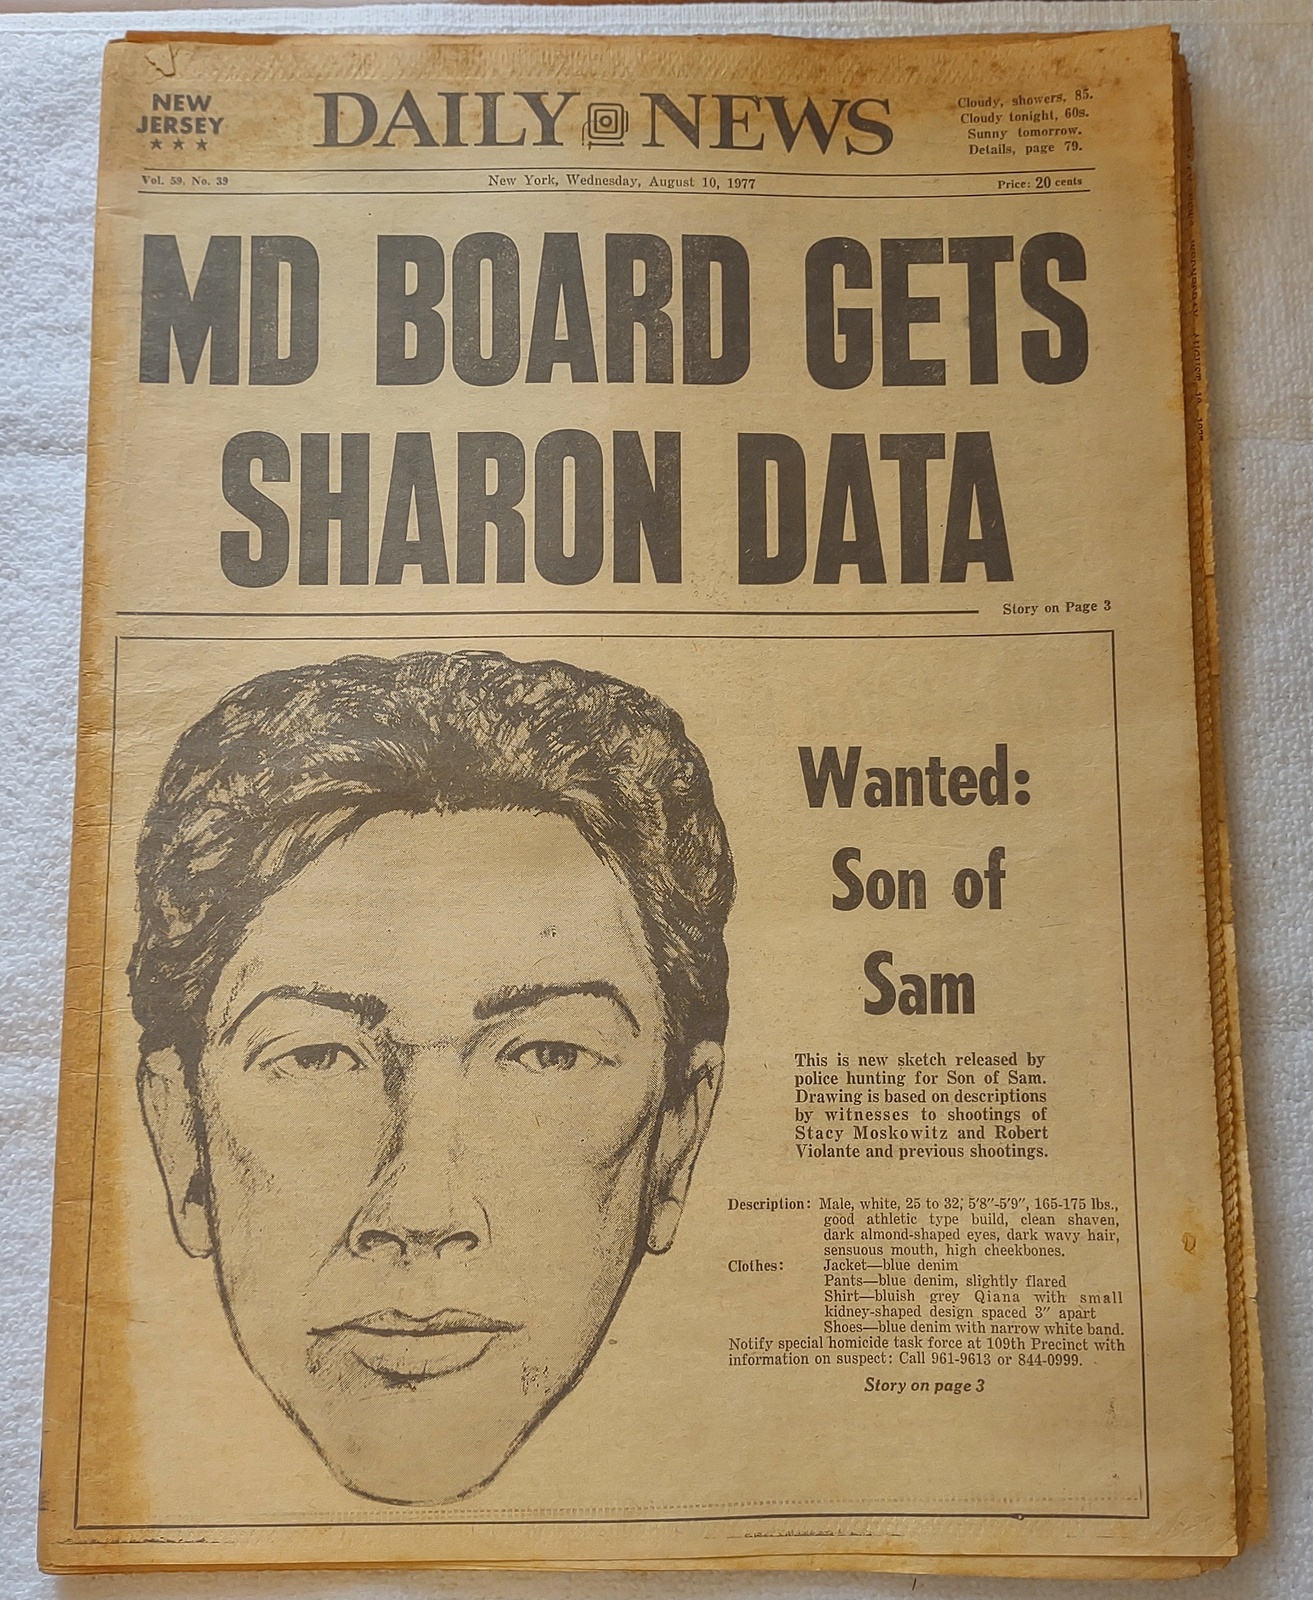 NEW
JERSEY
★ ★ ★
DAILY NEWS
Cloudy, showers, 85.
Cloudy tonight, 60s.
Sunny tomorrow.
Details, page 79.
Vol. 59, No. 39
New York, Wednesday, August 10, 1977
Price: 20 cents
MD BOARD GETS
SHARON DATA
Story on Page 3
Wanted:
Son of
Sam
This is new sketch released by
police hunting for Son of Sam.
Drawing is based on descriptions
by witnesses to shootings of
Stacy Moskowitz and Robert
Violante and previous shootings.
Description: Male, white, 25 to 32; 5'8"-5'9", 165-175 lbs.,
good athletic type build, clean shaven,
dark almond-shaped eyes, dark wavy hair,
sensuous mouth, high cheekbones.
Clothes: Jacket—blue denim
Pants—blue denim, slightly flared
Shirt—bluish grey Qiana with small
kidney-shaped design spaced 3" apart
Shoes—blue denim with narrow white band.
Notify special homicide task force at 109th Precinct with
information on suspect: Call 961-9613 or 844-0999.
Story on page 3